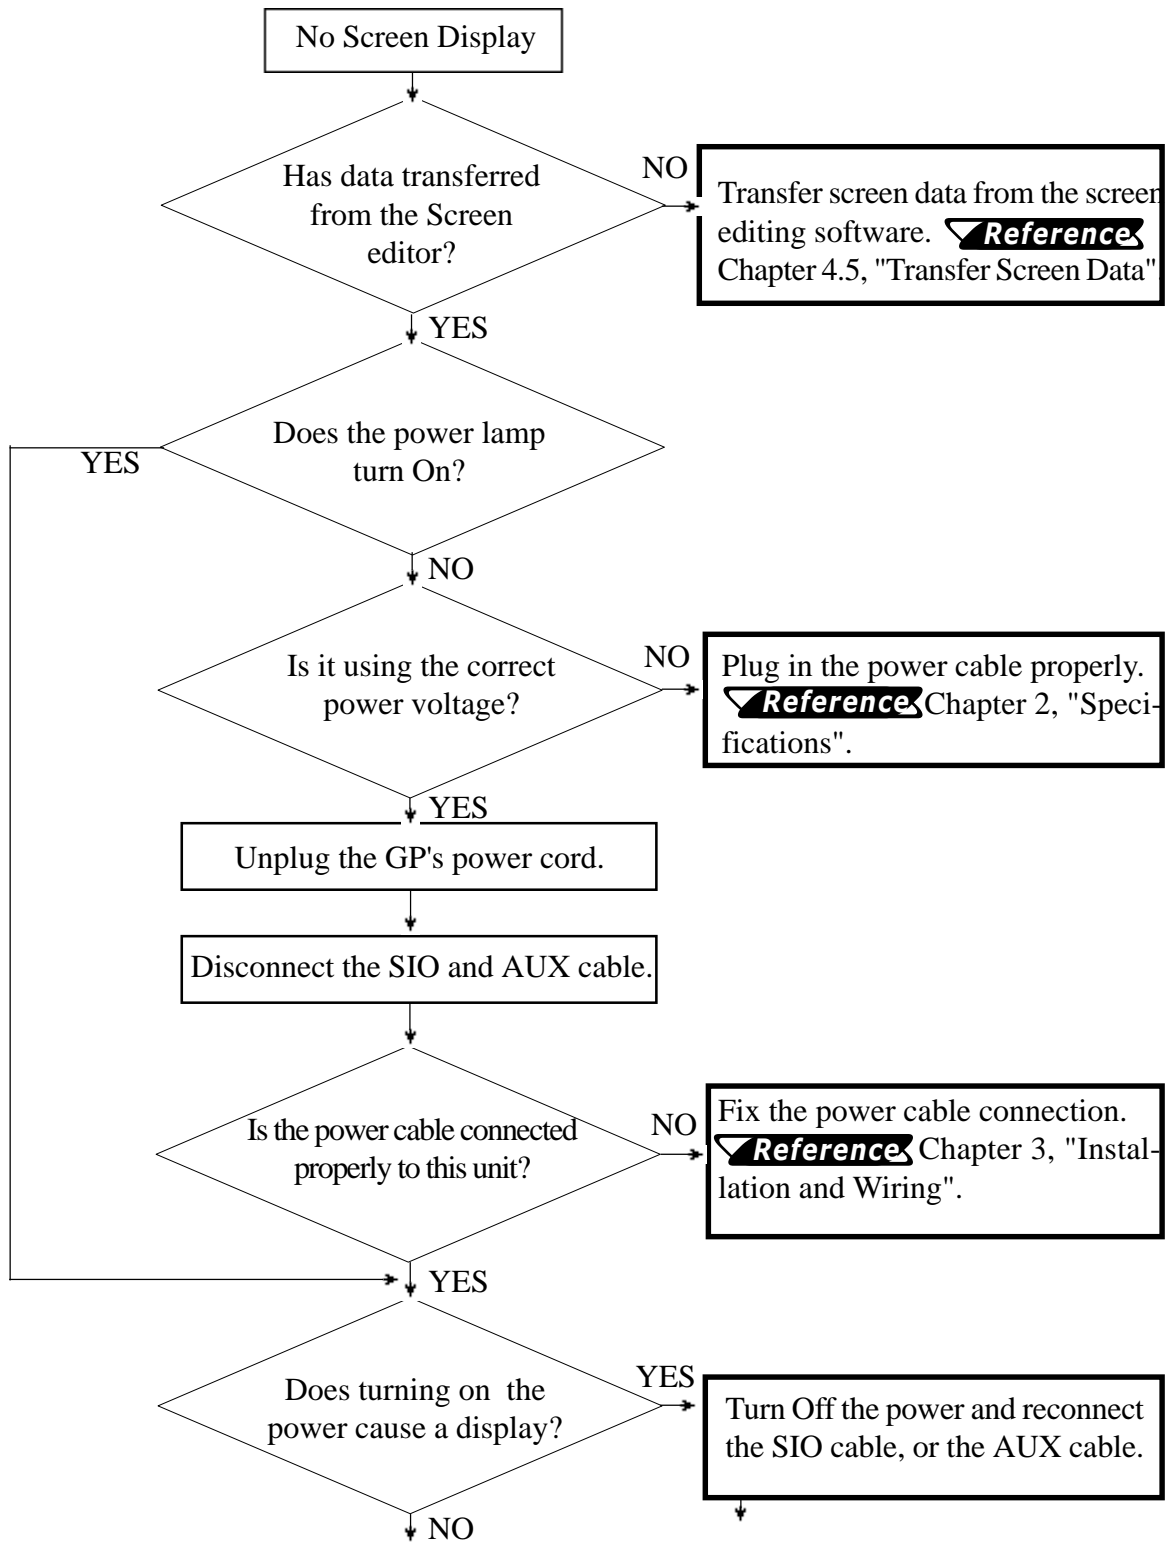 No Screen Display
Has data transferred
from the Screen
editor?
NO
Transfer screen data from the screen
editing software. Reference
Chapter 4.5, "Transfer Screen Data"
YES
Does the power lamp
turn On?
YES
NO
Is it using the correct
power voltage?
NO
Plug in the power cable properly.
Reference Chapter 2, "Speci-
fications".
YES
Unplug the GP's power cord.
Disconnect the SIO and AUX cable.
Is the power cable connected
properly to this unit?
NO
Fix the power cable connection.
Reference Chapter 3, "Instal-
lation and Wiring".
YES
Does turning on the
power cause a display?
YES
Turn Off the power and reconnect
the SIO cable, or the AUX cable.
NO